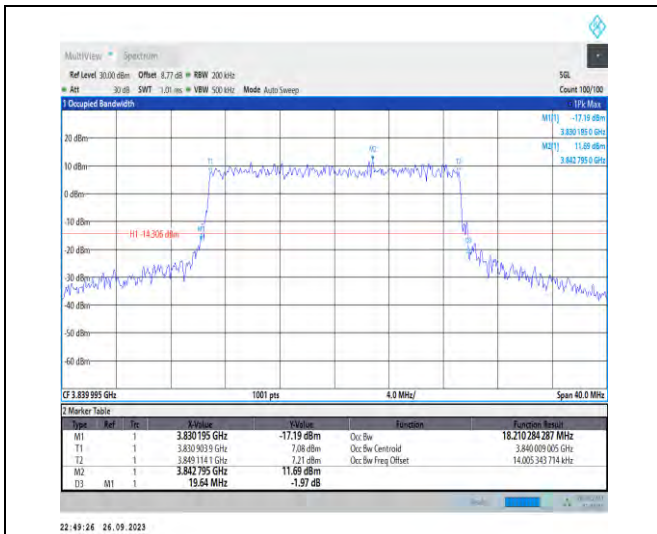 MultiView Spectrum
Ref Level 30.00 dBm Offset 8.77 dB RBW 200 kHz SGL
Att 30 dB SWT 1.01 ms VBW 500 kHz Mode Auto Sweep Count 100/100
1 Occupied Bandwidth 1Pk Max
M1[1] -17.19 dBm
3.830 195 0 GHz
M2[1] 11.69 dBm
3.842 795 0 GHz
20 dBm
M2
T1
T2
10 dBm
0 dBm
-10 dBm
H1 -14.306 dBm
-20 dBm
-30 dBm
-40 dBm
-50 dBm
-60 dBm
CF 3.839 995 GHz 1001 pts 4.0 MHz/ Span 40.0 MHz
2 Marker Table
Type Ref Trc X-Value Y-Value Function Function Result
M1 1 3.830 195 GHz -17.19 dBm Occ Bw 18.210 284 287 MHz
T1 1 3.830 903 9 GHz 7.08 dBm Occ Bw Centroid 3.840 009 005 GHz
T2 1 3.849 114 1 GHz 7.21 dBm Occ Bw Freq Offset 14.005 343 714 kHz
M2 1 3.842 795 GHz 11.69 dBm
D3 M1 1 19.64 MHz -1.97 dB
22:49:26 26.09.2023